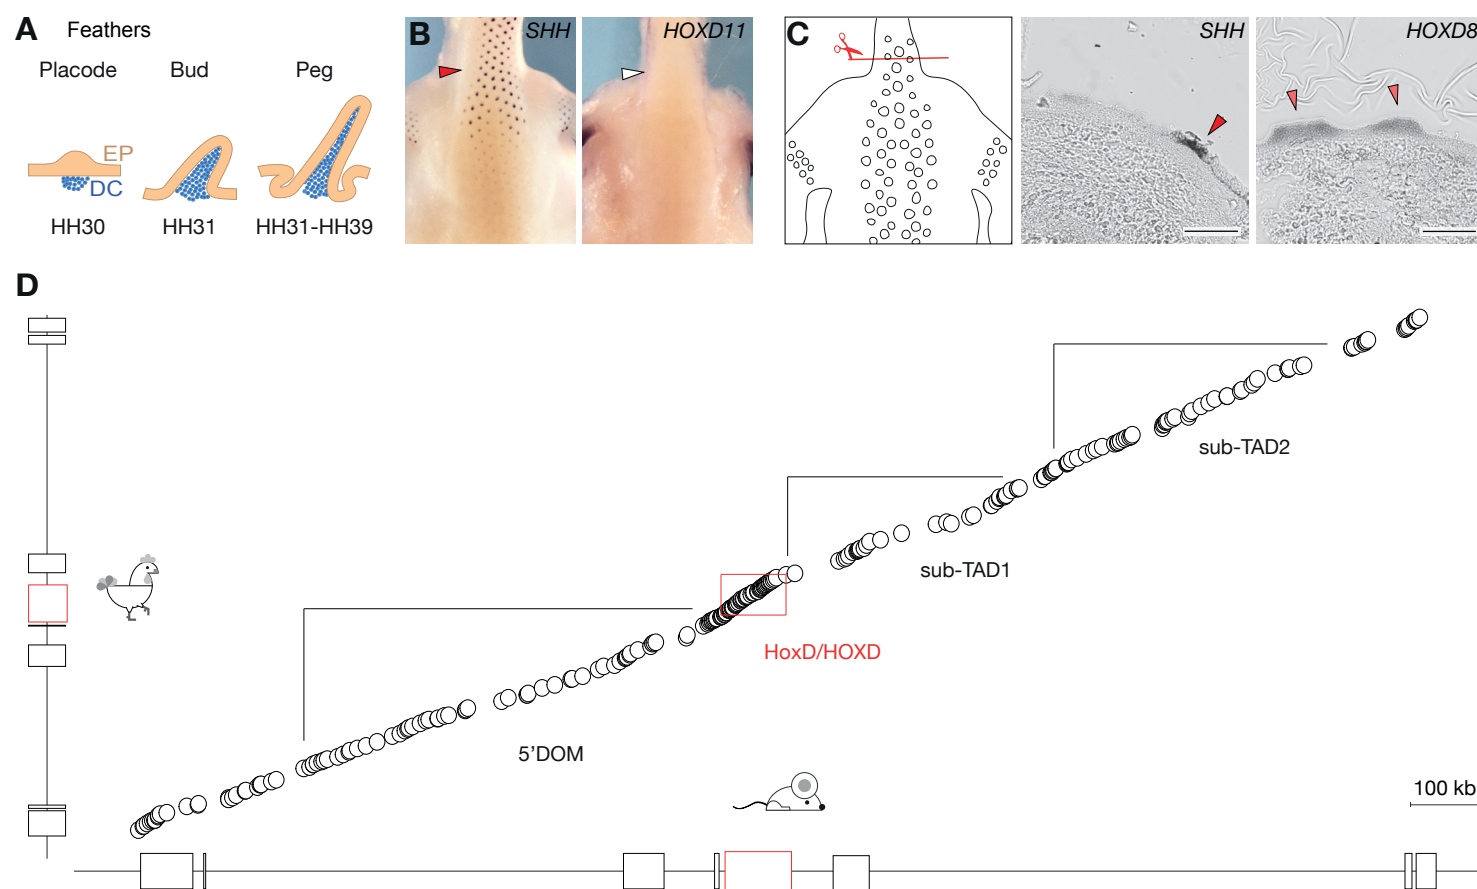 A Feathers
Placode Bud Peg
EP
DC
HH30 HH31 HH31-HH39
B SHH HOXD11
C SHH HOXD8
D
sub-TAD2
sub-TAD1
HoxD/HOXD
5'DOM
100 kb